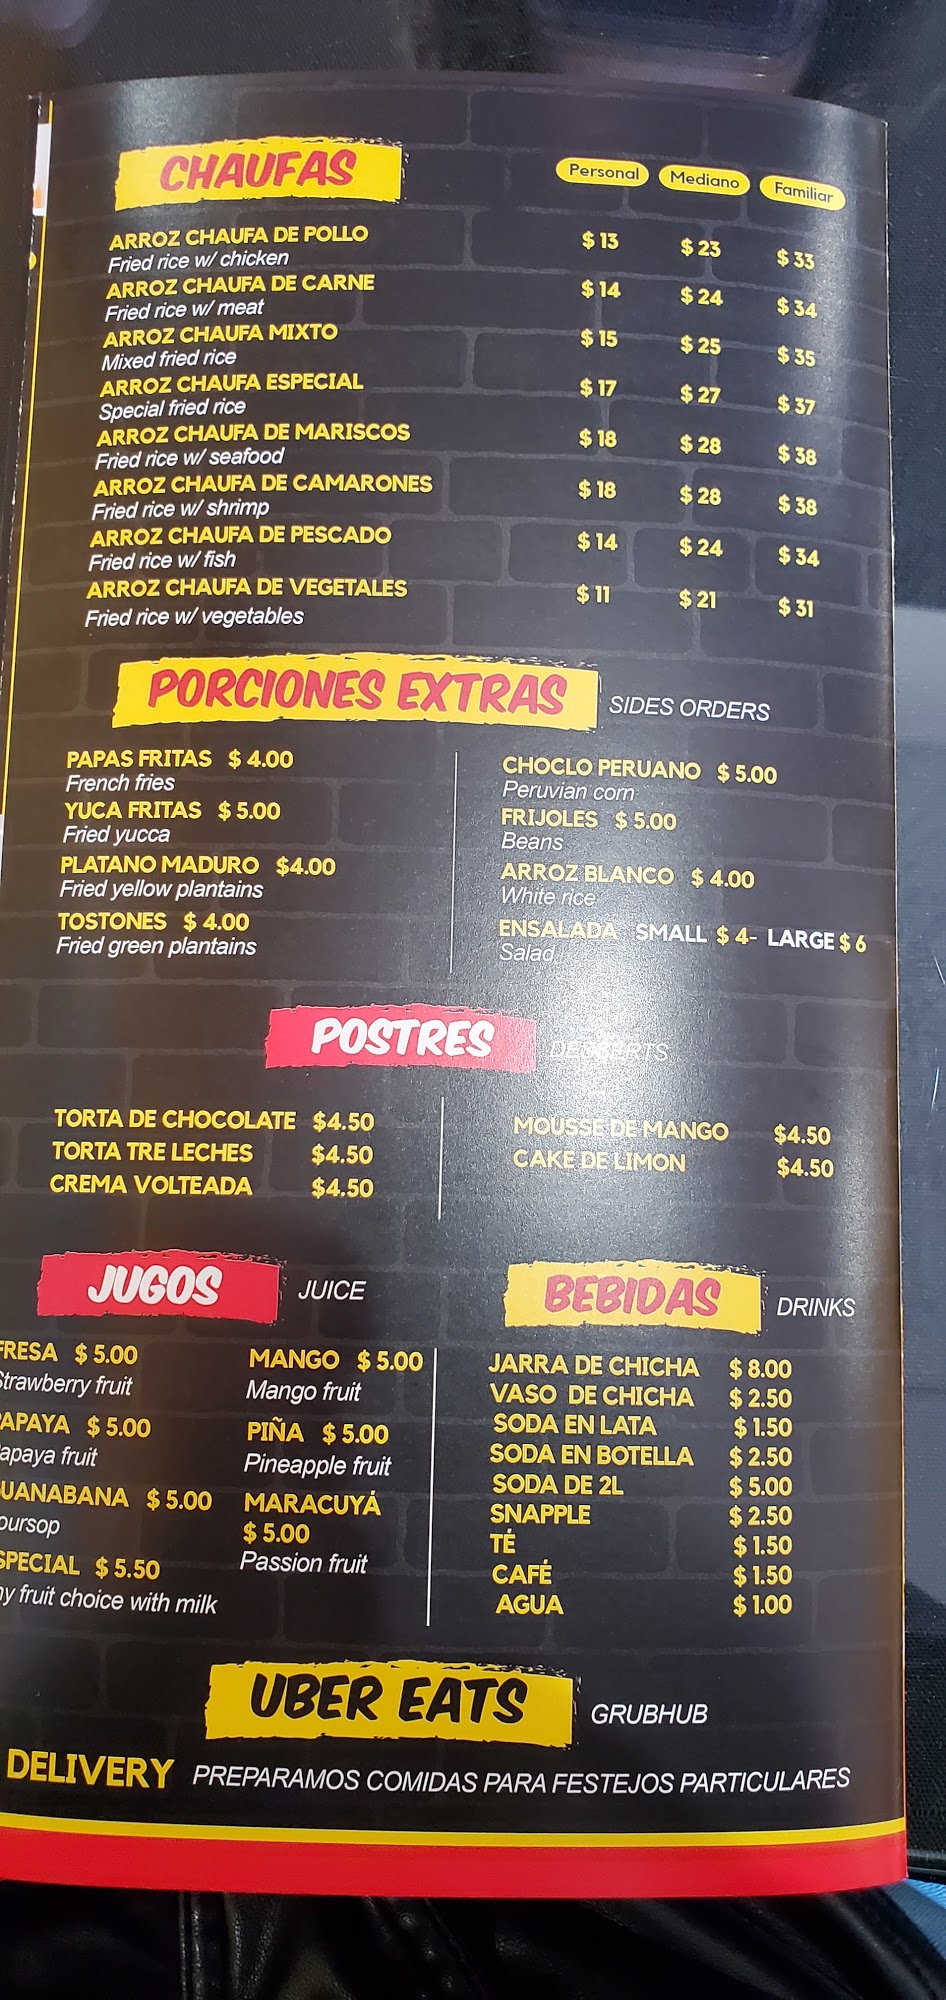 CHAUFAS
Personal Mediano Familiar
ARROZ CHAUFA DE POLLO $ 13 $ 23 $ 33
Fried rice w/ chicken
ARROZ CHAUFA DE CARNE $ 14 $ 24 $ 34
Fried rice w/ meat
ARROZ CHAUFA MIXTO $ 15 $ 25 $ 35
Mixed fried rice
ARROZ CHAUFA ESPECIAL $ 17 $ 27 $ 37
Special fried rice
ARROZ CHAUFA DE MARISCOS $ 18 $ 28 $ 38
Fried rice w/ seafood
ARROZ CHAUFA DE CAMARONES $ 18 $ 28 $ 38
Fried rice w/ shrimp
ARROZ CHAUFA DE PESCADO $ 14 $ 24 $ 34
Fried rice w/ fish
ARROZ CHAUFA DE VEGETALES $ 11 $ 21 $ 31
Fried rice w/ vegetables
PORCIONES EXTRAS SIDES ORDERS
PAPAS FRITAS $ 4.00
French fries
YUCA FRITAS $ 5.00
Fried yucca
PLATANO MADURO $4.00
Fried yellow plantains
TOSTONES $ 4.00
Fried green plantains
CHOCLO PERUANO $ 5.00
Peruvian corn
FRIJOLES $ 5.00
Beans
ARROZ BLANCO $ 4.00
White rice
ENSALADA SMALL $ 4- LARGE $ 6
Salad
POSTRES DESSERTS
TORTA DE CHOCOLATE $4.50
TORTA TRE LECHES $4.50
CREMA VOLTEADA $4.50
MOUSSE DE MANGO $4.50
CAKE DE LIMON $4.50
JUGOS JUICE
FRESA $ 5.00
Strawberry fruit
PAPAYA $ 5.00
apaya fruit
UANABANA $ 5.00
oursop
SPECIAL $ 5.50
ny fruit choice with milk
MANGO $ 5.00
Mango fruit
PIÑA $ 5.00
Pineapple fruit
MARACUYÁ
$ 5.00
Passion fruit
BEBIDAS DRINKS
JARRA DE CHICHA $ 8.00
VASO DE CHICHA $ 2.50
SODA EN LATA $ 1.50
SODA EN BOTELLA $ 2.50
SODA DE 2L $ 5.00
SNAPPLE $ 2.50
TÉ $ 1.50
CAFÉ $ 1.50
AGUA $ 1.00
UBER EATS GRUBHUB
DELIVERY PREPARAMOS COMIDAS PARA FESTEJOS PARTICULARES